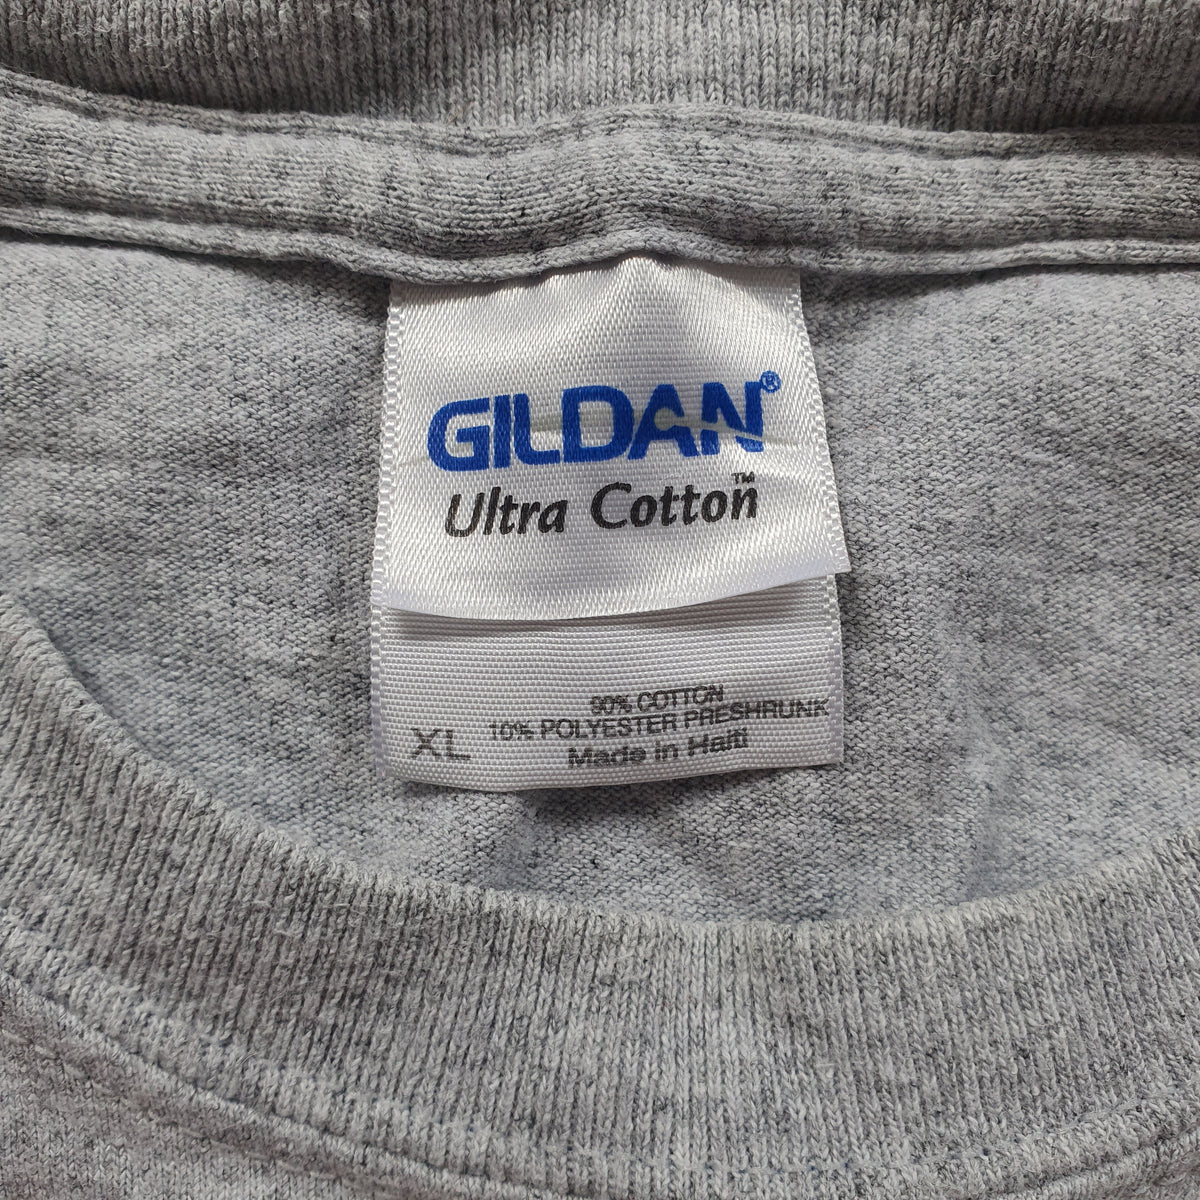 GILDAN®
Ultra Cotton™
90% COTTON
10% POLYESTER PRESHRUNK
XL
Made in Haiti